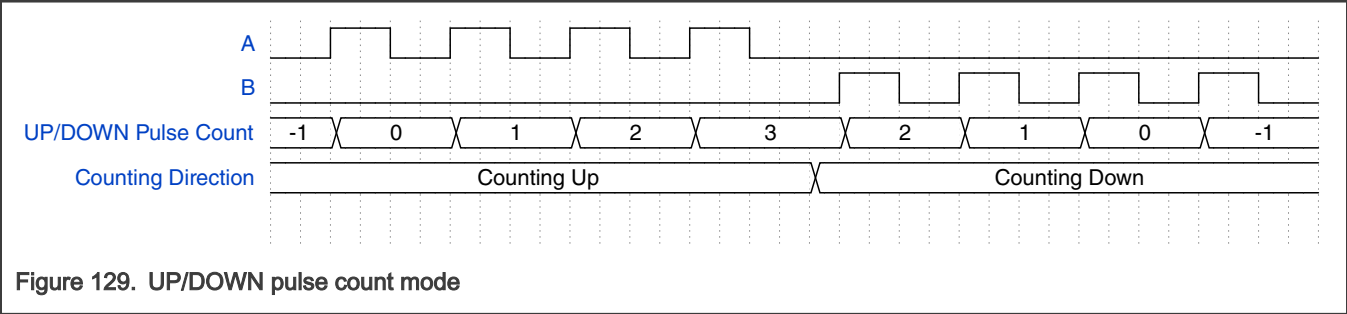 A
B
UP/DOWN Pulse Count -1 0 1 2 3 2 1 0 -1
Counting Direction Counting Up Counting Down
Figure 129. UP/DOWN pulse count mode